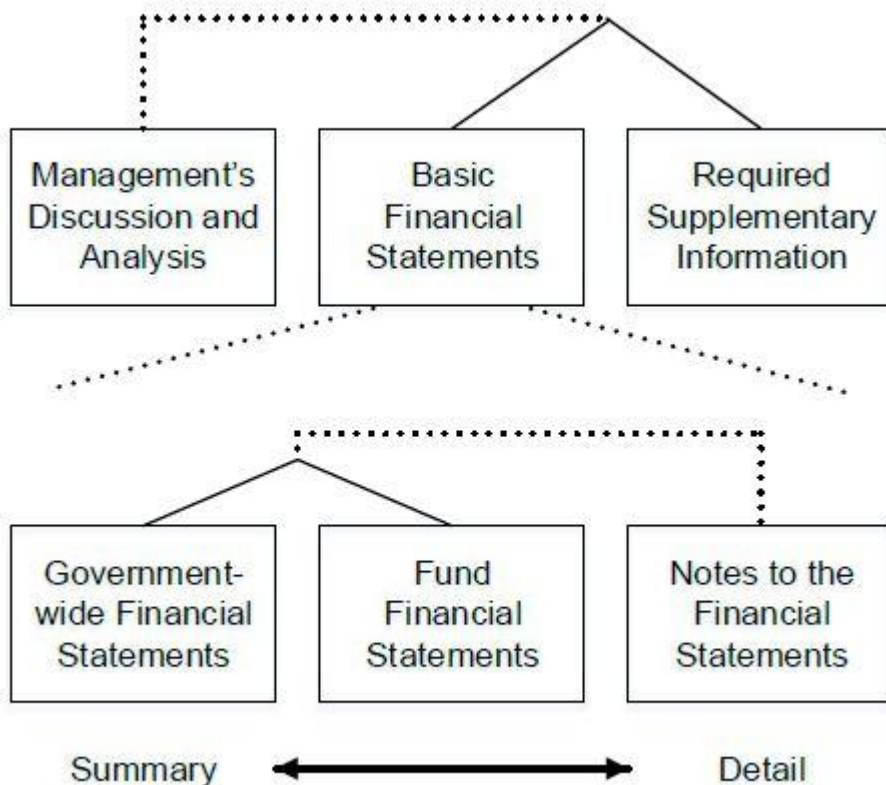 Management's
Discussion and
Analysis
Basic
Financial
Statements
Required
Supplementary
Information
Government-
wide Financial
Statements
Fund
Financial
Statements
Notes to the
Financial
Statements
Summary
Detail